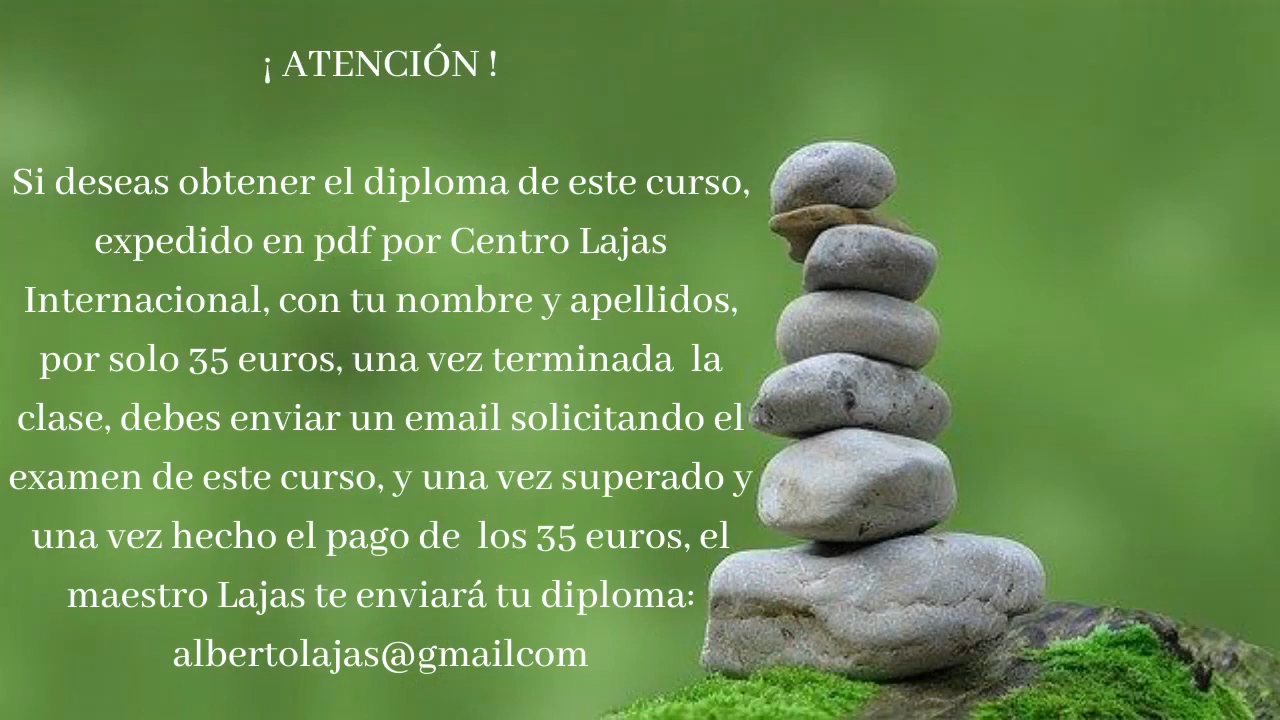 ¡ ATENCIÓN !
Si deseas obtener el diploma de este curso,
expedido en pdf por Centro Lajas
Internacional, con tu nombre y apellidos,
por solo 35 euros, una vez terminada  la
clase, debes enviar un email solicitando el
examen de este curso, y una vez superado y
una vez hecho el pago de  los 35 euros, el
maestro Lajas te enviará tu diploma:
albertolajas@gmailcom